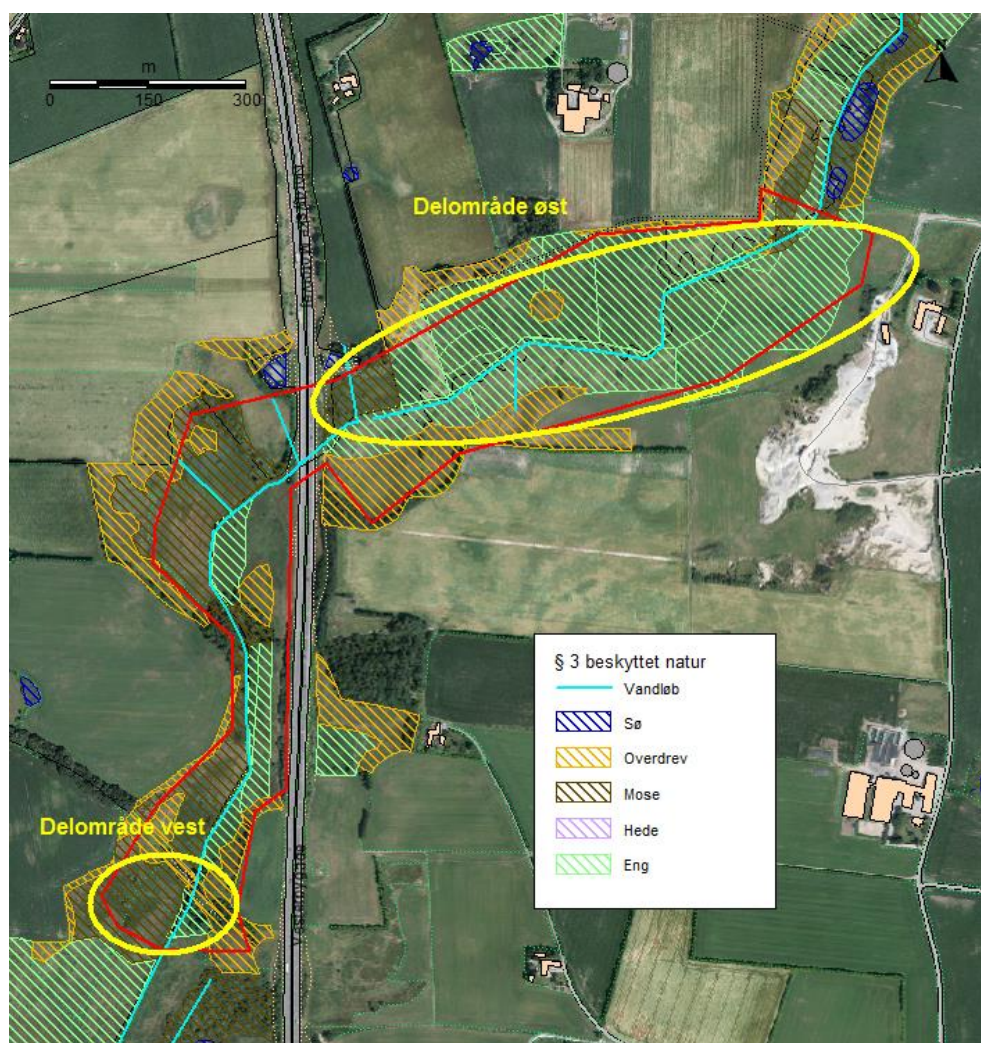 m
0 150 300
N
Delområde øst
§ 3 beskyttet natur
Vandløb
Sø
Overdrev
Mose
Hede
Eng
Delområde vest